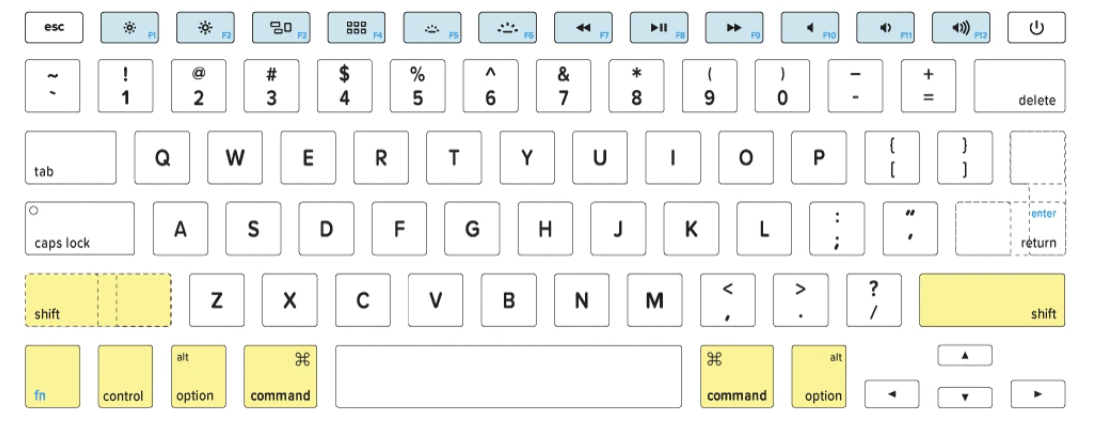 esc F1 F2 F3 F4 F5 F6 F7 F8 F9 F10 F11 F12
~ ! @ # $ % ^ & * ( ) – +
` 1 2 3 4 5 6 7 8 9 0 - = delete
tab Q W E R T Y U I O P { [ } ]
enter
caps lock A S D F G H J K L : ; " ' return
shift Z X C V B N M < , > . ? / shift
alt ⌘ ⌘ alt
fn control option command command option